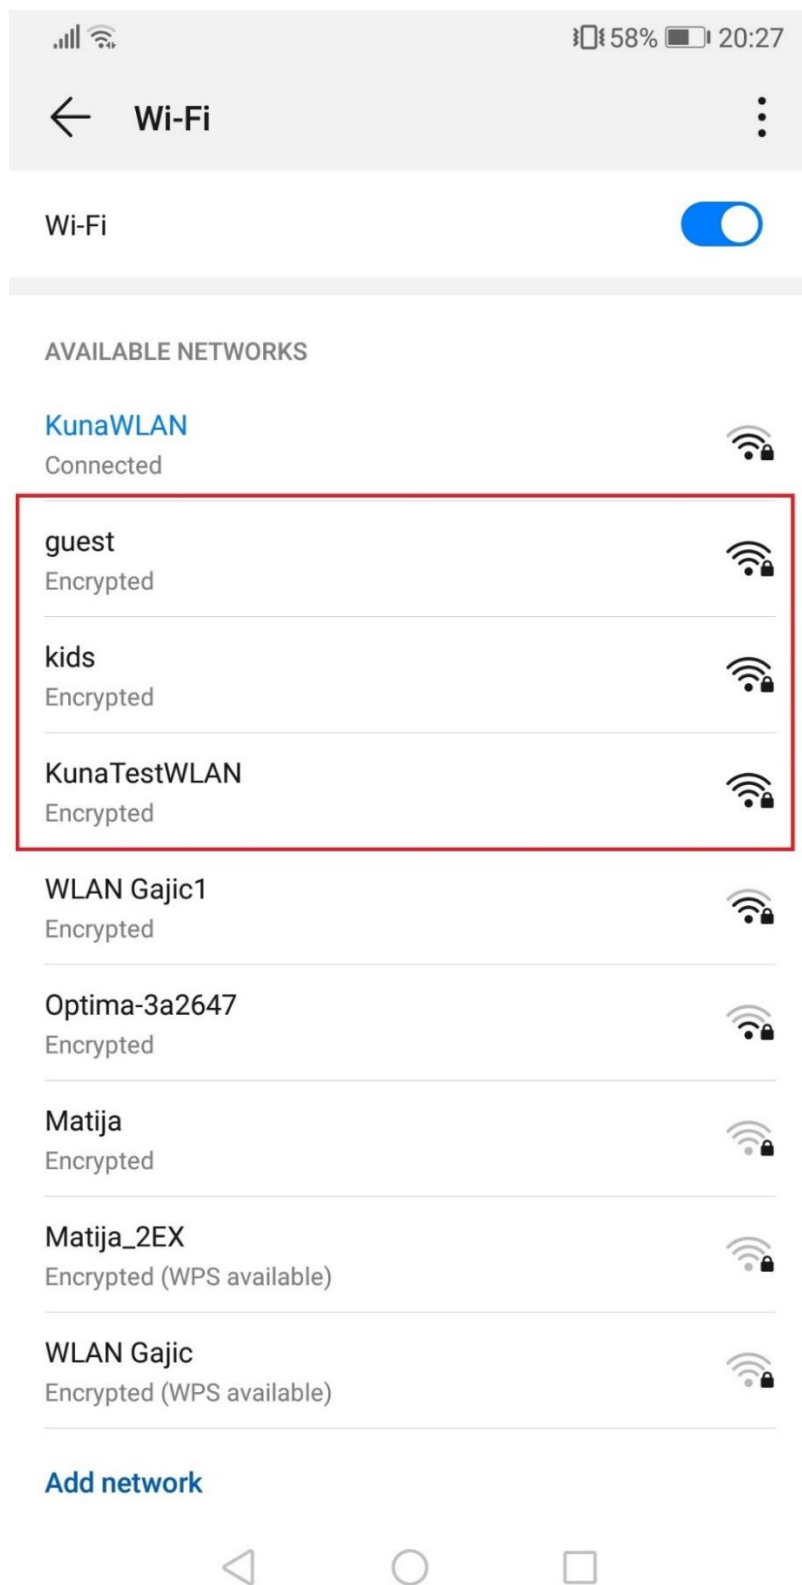 58% 20:27
Wi-Fi
Wi-Fi
AVAILABLE NETWORKS
KunaWLAN
Connected
guest
Encrypted
kids
Encrypted
KunaTestWLAN
Encrypted
WLAN Gajic1
Encrypted
Optima-3a2647
Encrypted
Matija
Encrypted
Matija_2EX
Encrypted (WPS available)
WLAN Gajic
Encrypted (WPS available)
Add network